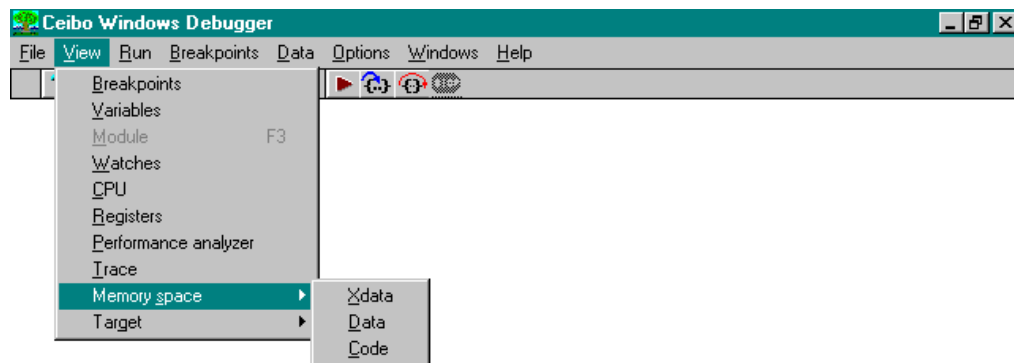 Ceibo Windows Debugger
File View Run Breakpoints Data Options Windows Help
Breakpoints
Variables
Module F3
Watches
CPU
Registers
Performance analyzer
Trace
Memory space
Target
Xdata
Data
Code